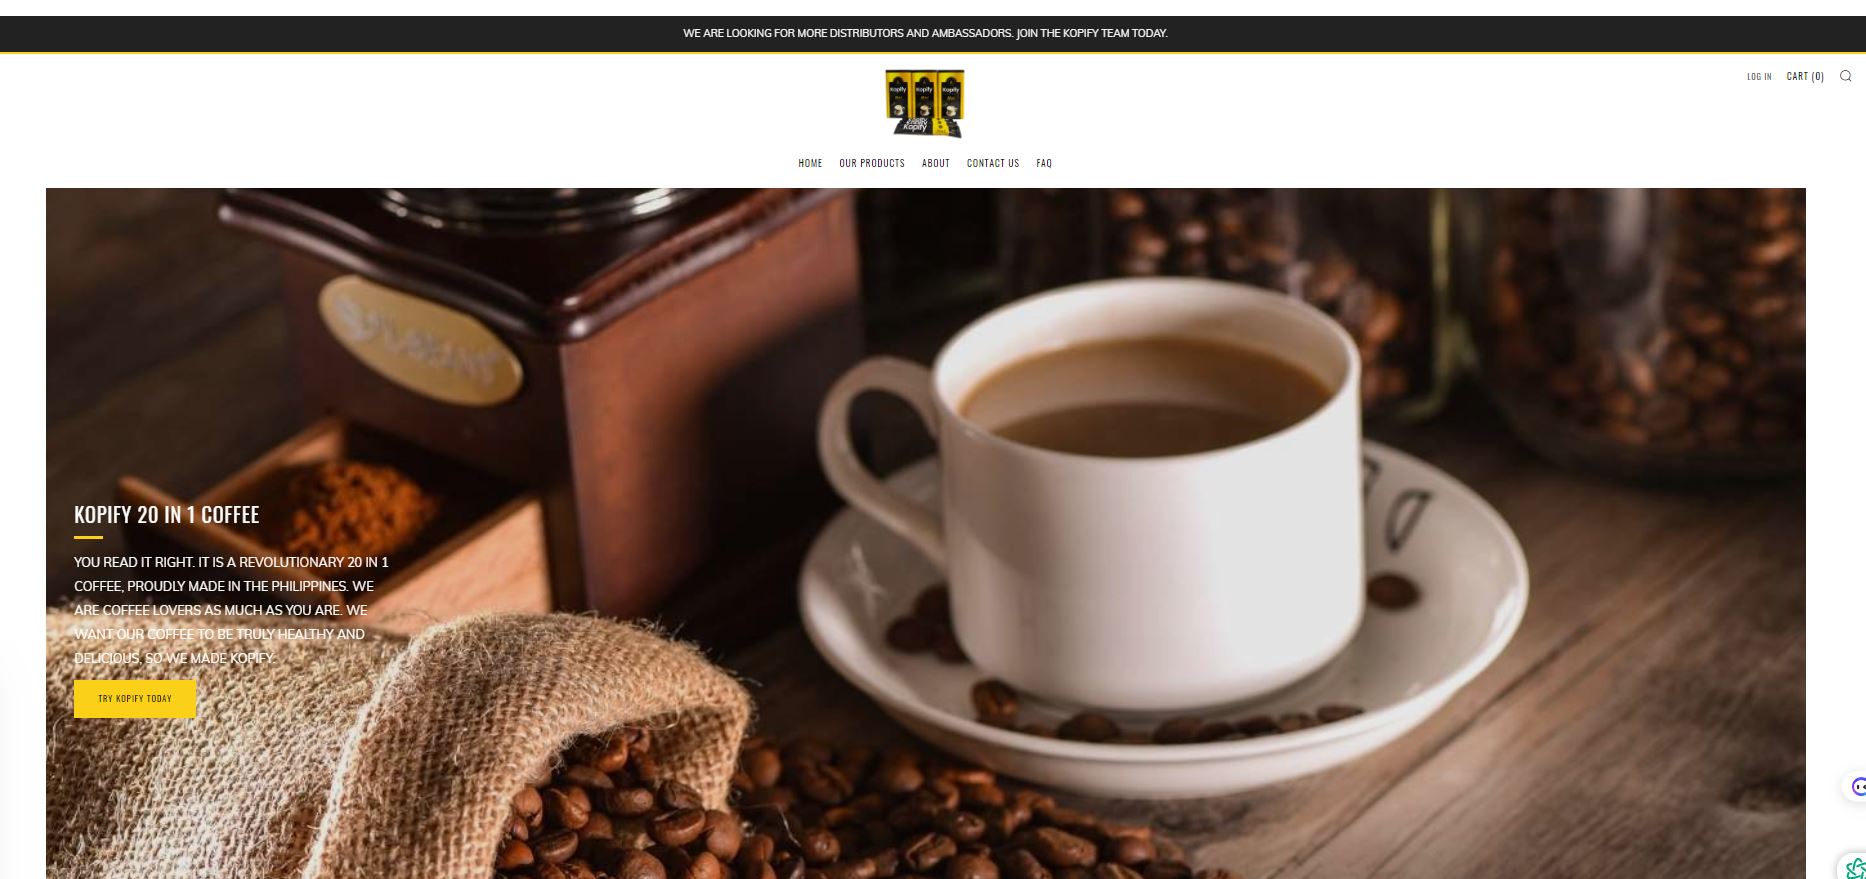 WE ARE LOOKING FOR MORE DISTRIBUTORS AND AMBASSADORS. JOIN THE KOPIFY TEAM TODAY.
LOG IN CART (0)
Kopify Kopify Kopify
Kopify
HOME OUR PRODUCTS ABOUT CONTACT US FAQ
KOPIFY 20 IN 1 COFFEE
YOU READ IT RIGHT. IT IS A REVOLUTIONARY 20 IN 1
COFFEE, PROUDLY MADE IN THE PHILIPPINES. WE
ARE COFFEE LOVERS AS MUCH AS YOU ARE. WE
WANT OUR COFFEE TO BE TRULY HEALTHY AND
DELICIOUS, SO WE MADE KOPIFY.
TRY KOPIFY TODAY